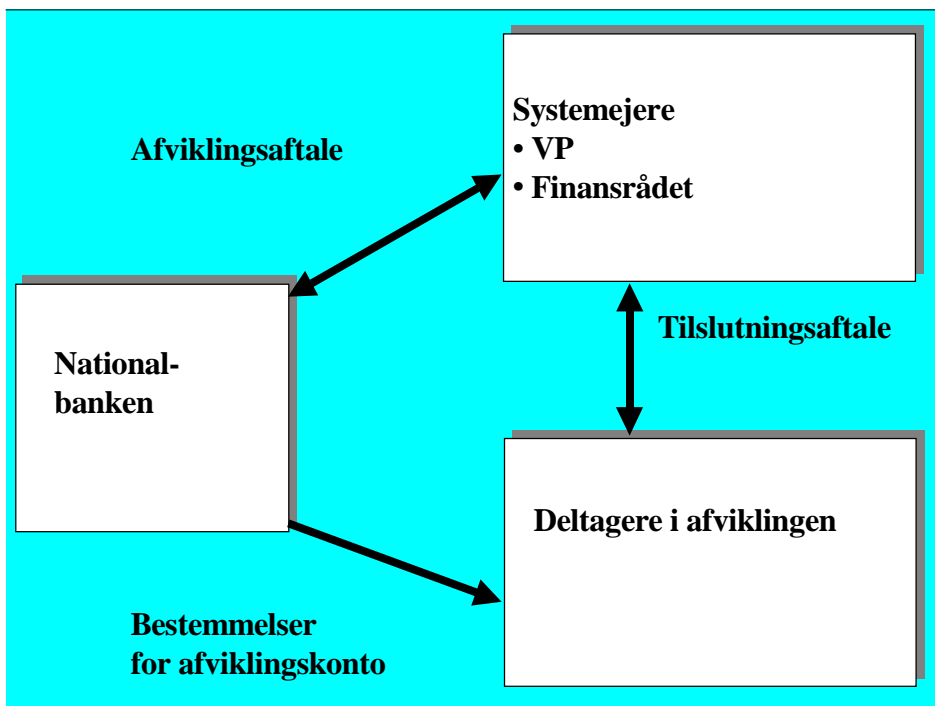 Systemejere
• VP
• Finansrådet
Afviklingsaftale
Tilslutningsaftale
National-
banken
Deltagere i afviklingen
Bestemmelser
for afviklingskonto